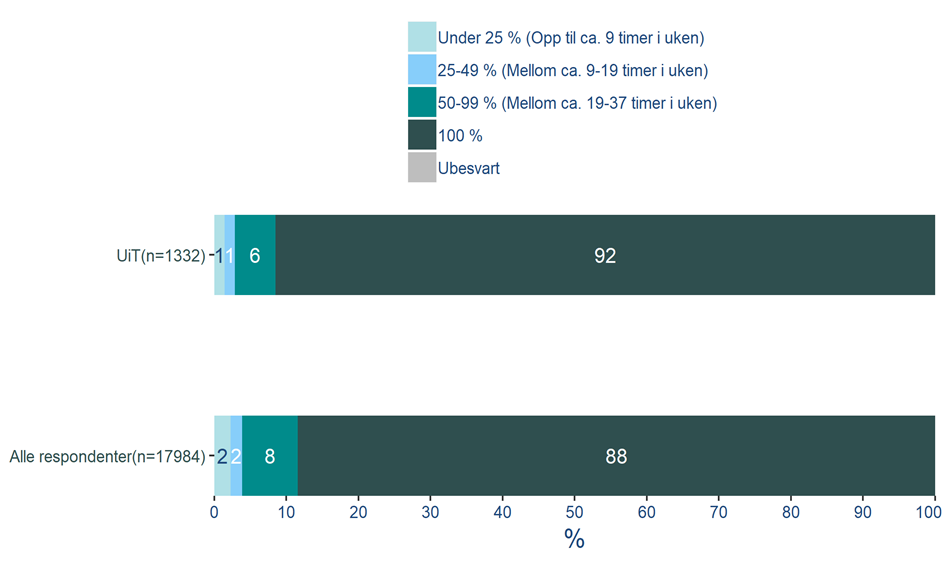 Under 25 % (Opp til ca. 9 timer i uken)
25-49 % (Mellom ca. 9-19 timer i uken)
50-99 % (Mellom ca. 19-37 timer i uken)
100 %
Ubesvart
UiT(n=1332) 1 1 6 92
Alle respondenter(n=17984) 2 2 8 88
0 10 20 30 40 50 60 70 80 90 100
%